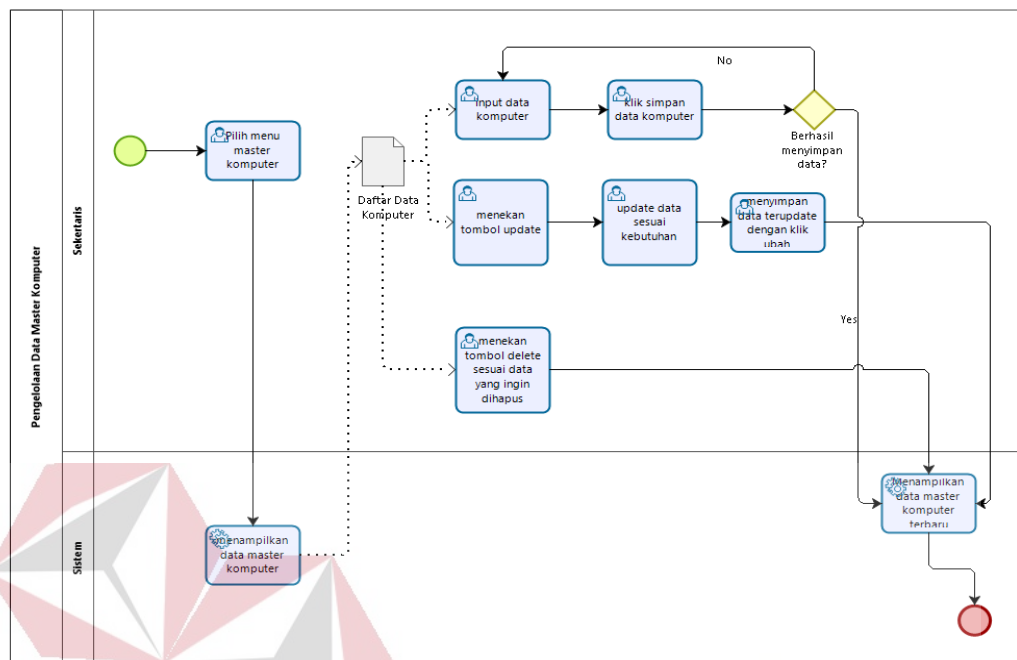 Pengelolaan Data Master Komputer
Sekertaris
Sistem
Pilih menu
master
komputer
Daftar Data
Komputer
Input data
komputer
klik simpan
data komputer
No
Berhasil
menyimpan
data?
menekan
tombol update
update data
sesuai
kebutuhan
menyimpan
data terupdate
dengan klik
ubah
Yes
menekan
tombol delete
sesuai data
yang ingin
dihapus
menampilkan
data master
komputer
Menampilkan
data master
komputer
terbaru